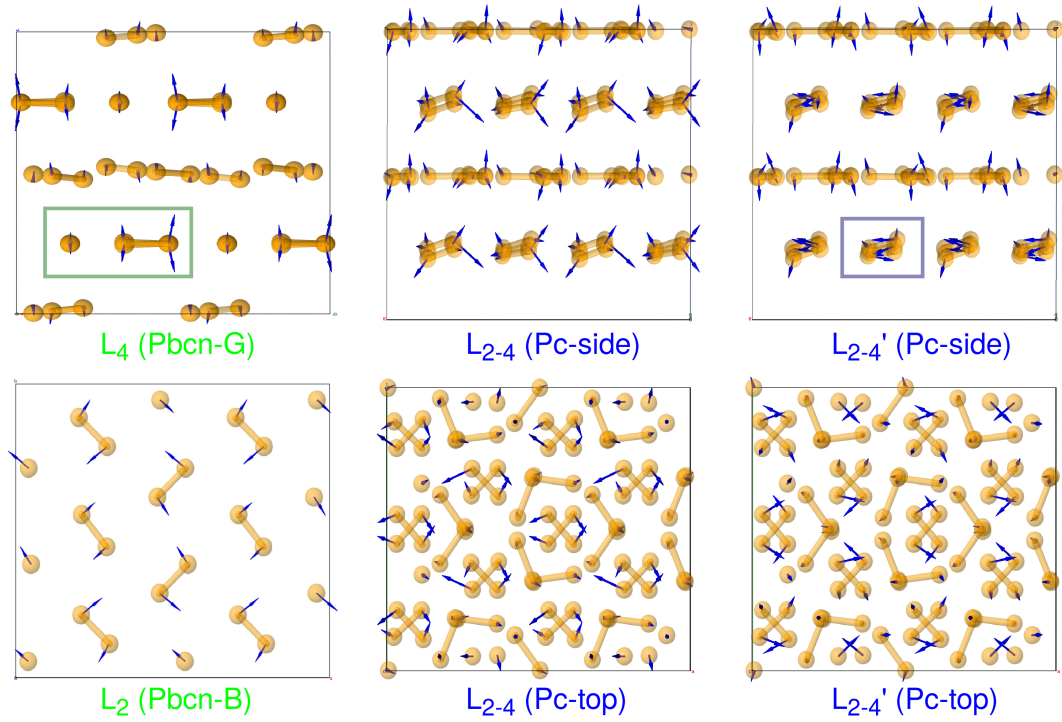 L₄ (Pbcn-G)
L₂₋₄ (Pc-side)
L₂₋₄' (Pc-side)
L₂ (Pbcn-B)
L₂₋₄ (Pc-top)
L₂₋₄' (Pc-top)